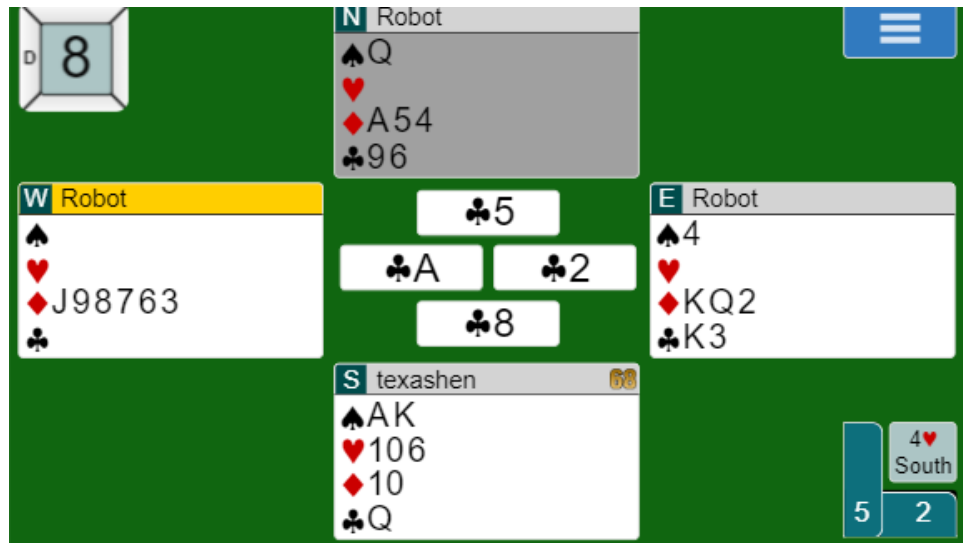 D 8
N Robot
♠Q
♥
♦A54
♣96
W Robot
♠
♥
♦J98763
♣
♣5
♣A ♣2
♣8
E Robot
♠4
♥
♦KQ2
♣K3
S texashen 68
♠AK
♥106
♦10
♣Q
4♥
South
5 2